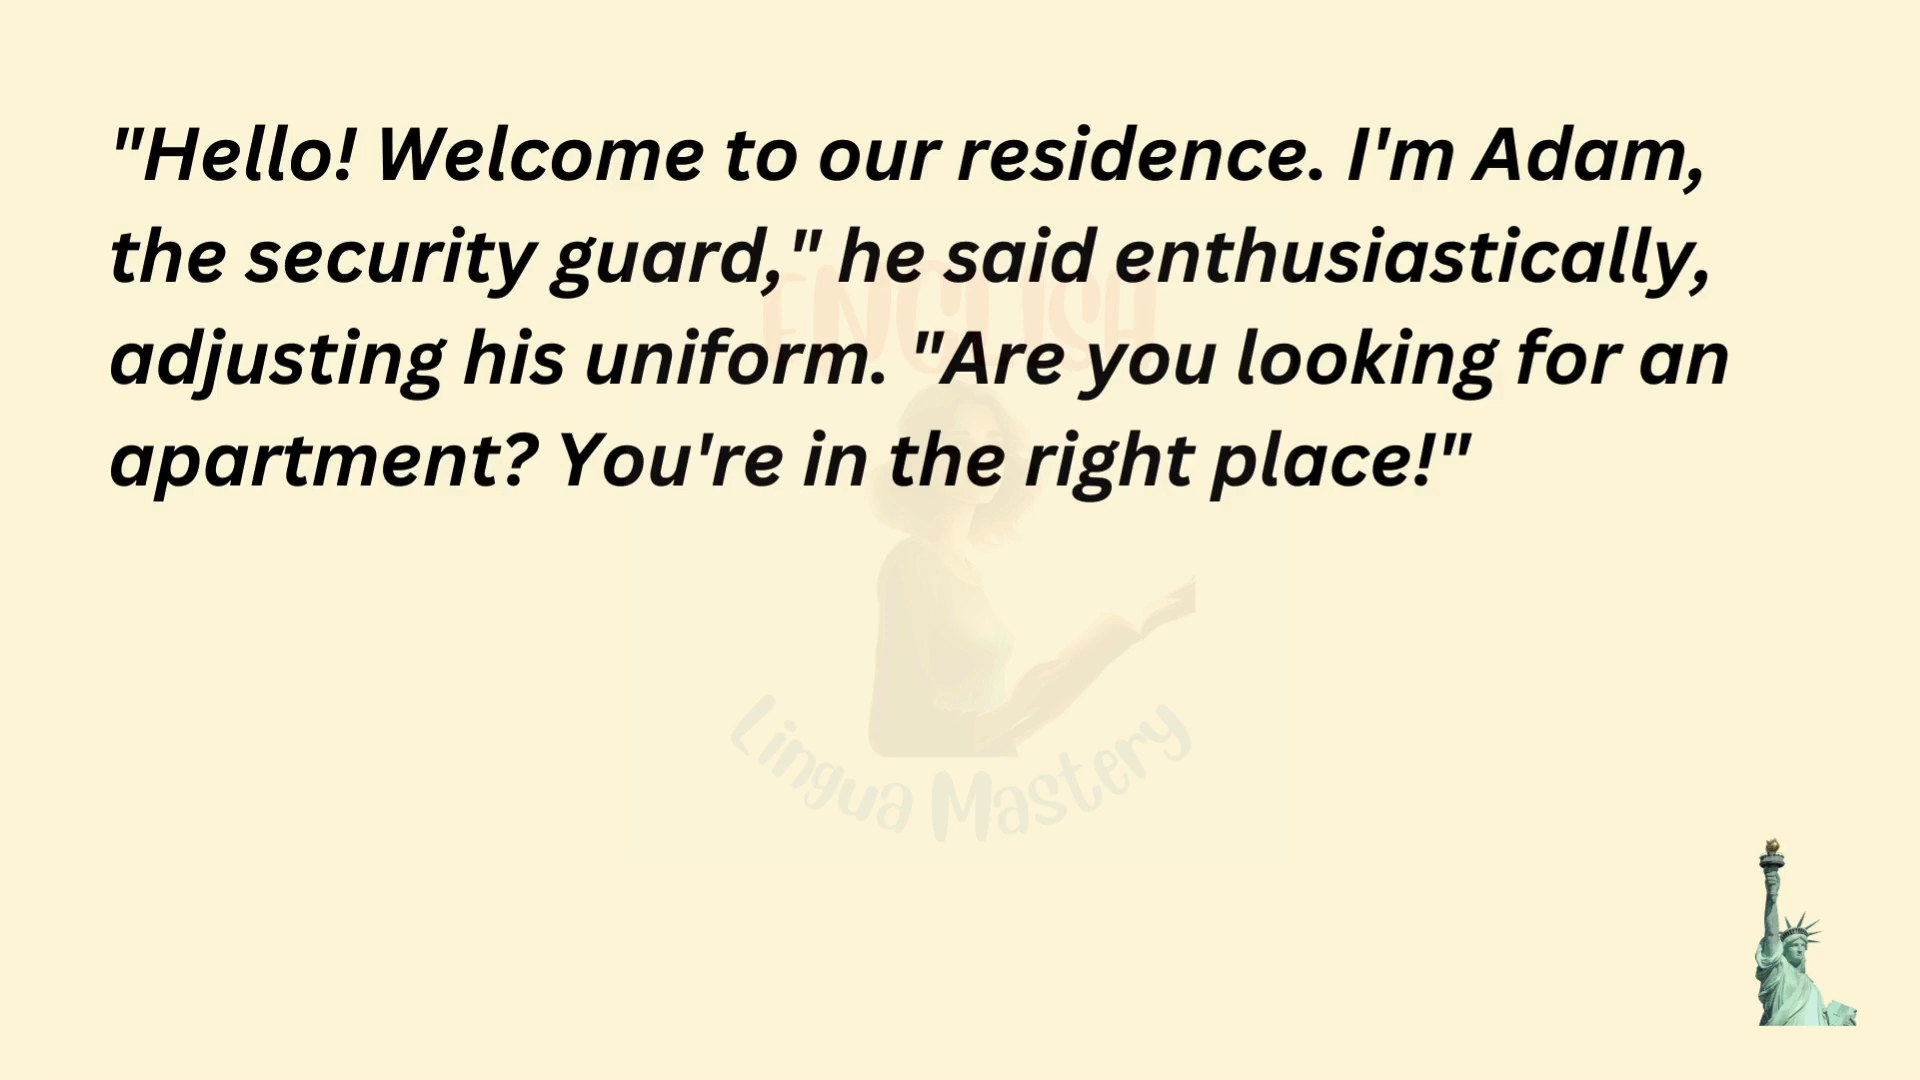 "Hello! Welcome to our residence. I'm Adam,
the security guard," he said enthusiastically,
adjusting his uniform. "Are you looking for an
apartment? You're in the right place!"
ENGLISH
Lingua Mastery